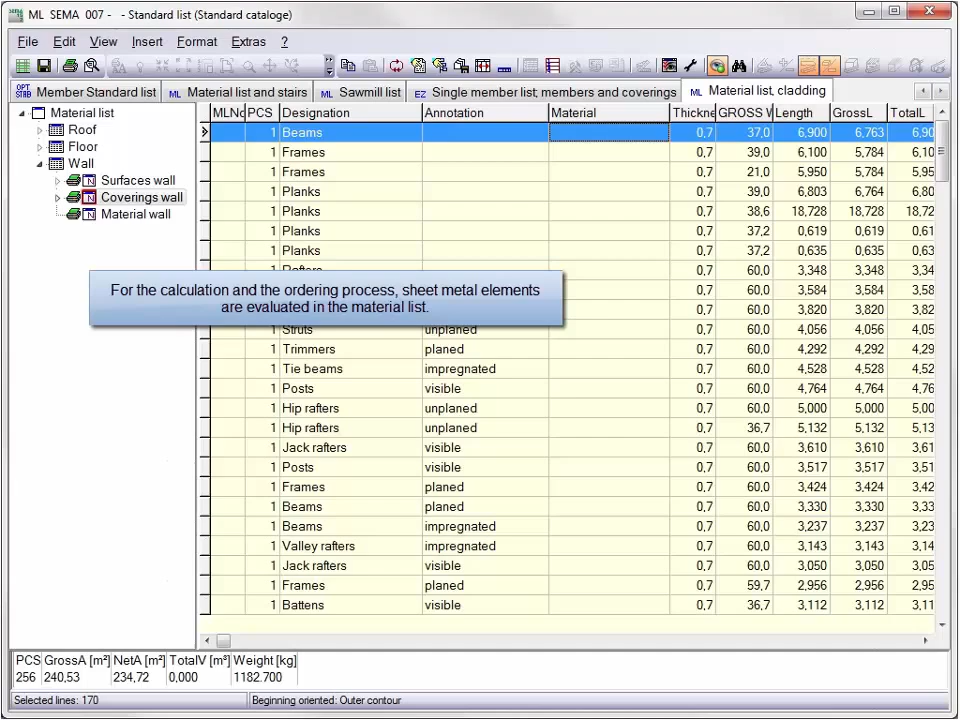 ML SEMA 007 - - Standard list (Standard cataloge)
File Edit View Insert Format Extras ?
OPT STAB Member Standard list ML Material list and stairs ML Sawmill list EZ Single member list; members and coverings ML Material list, cladding
Material list
Roof
Floor
Wall
Surfaces wall
Coverings wall
Material wall
MLNo PCS Designation Annotation Material Thickne GROSS W Length GrossL TotalL
1 Beams 0,7 37,0 6,900 6,763 6,90
1 Frames 0,7 39,0 6,100 5,784 6,10
1 Frames 0,7 21,0 5,950 5,784 5,95
1 Planks 0,7 39,0 6,803 6,764 6,80
1 Planks 0,7 38,6 18,728 18,728 18,72
1 Planks 0,7 37,2 0,619 0,619 0,61
1 Planks 0,7 37,2 0,635 0,635 0,63
1 Rafters 0,7 60,0 3,348 3,348 3,34
For the calculation and the ordering process, sheet metal elements
are evaluated in the material list.
0,7 60,0 3,584 3,584 3,58
0,7 60,0 3,820 3,820 3,82
1 Struts unplaned 0,7 60,0 4,056 4,056 4,05
1 Trimmers planed 0,7 60,0 4,292 4,292 4,29
1 Tie beams impregnated 0,7 60,0 4,528 4,528 4,52
1 Posts visible 0,7 60,0 4,764 4,764 4,76
1 Hip rafters unplaned 0,7 60,0 5,000 5,000 5,00
1 Hip rafters unplaned 0,7 36,7 5,132 5,132 5,13
1 Jack rafters visible 0,7 60,0 3,610 3,610 3,61
1 Posts visible 0,7 60,0 3,517 3,517 3,51
1 Frames planed 0,7 60,0 3,424 3,424 3,42
1 Beams planed 0,7 60,0 3,330 3,330 3,33
1 Beams impregnated 0,7 60,0 3,237 3,237 3,23
1 Valley rafters impregnated 0,7 60,0 3,143 3,143 3,14
1 Jack rafters visible 0,7 60,0 3,050 3,050 3,05
1 Frames planed 0,7 59,7 2,956 2,956 2,95
1 Battens visible 0,7 36,7 3,112 3,112 3,11
PCS GrossA [m²] NetA [m²] TotalV [m³] Weight [kg]
256 240,53 234,72 0,000 1182.700
Selected lines: 170 Beginning oriented: Outer contour